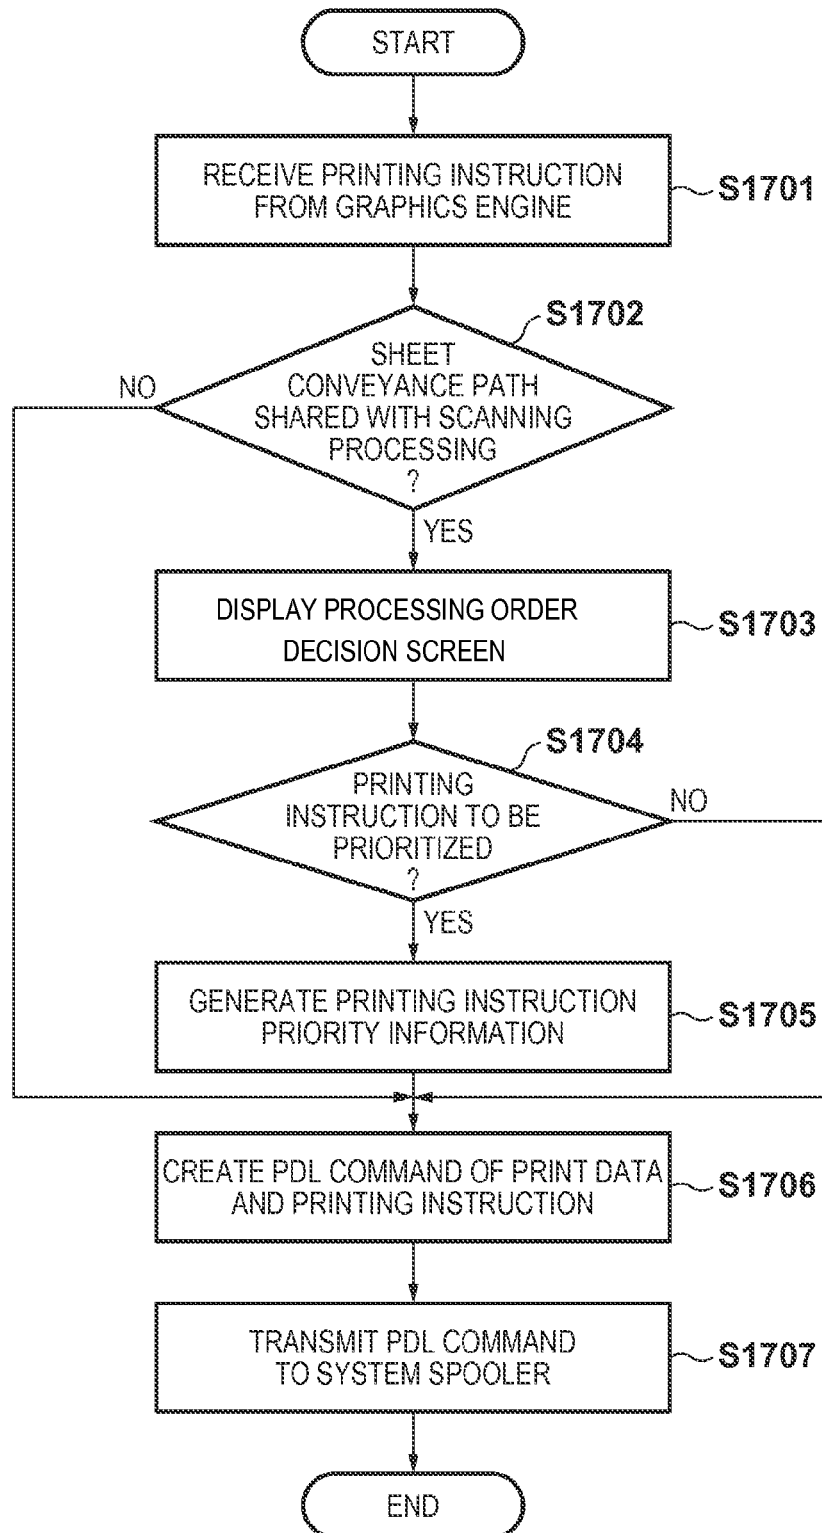 START
RECEIVE PRINTING INSTRUCTION
FROM GRAPHICS ENGINE
S1701
S1702
SHEET
CONVEYANCE PATH
SHARED WITH SCANNING
PROCESSING
?
NO
YES
DISPLAY PROCESSING ORDER
DECISION SCREEN
S1703
S1704
PRINTING
INSTRUCTION TO BE
PRIORITIZED
?
NO
YES
GENERATE PRINTING INSTRUCTION
PRIORITY INFORMATION
S1705
CREATE PDL COMMAND OF PRINT DATA
AND PRINTING INSTRUCTION
S1706
TRANSMIT PDL COMMAND
TO SYSTEM SPOOLER
S1707
END